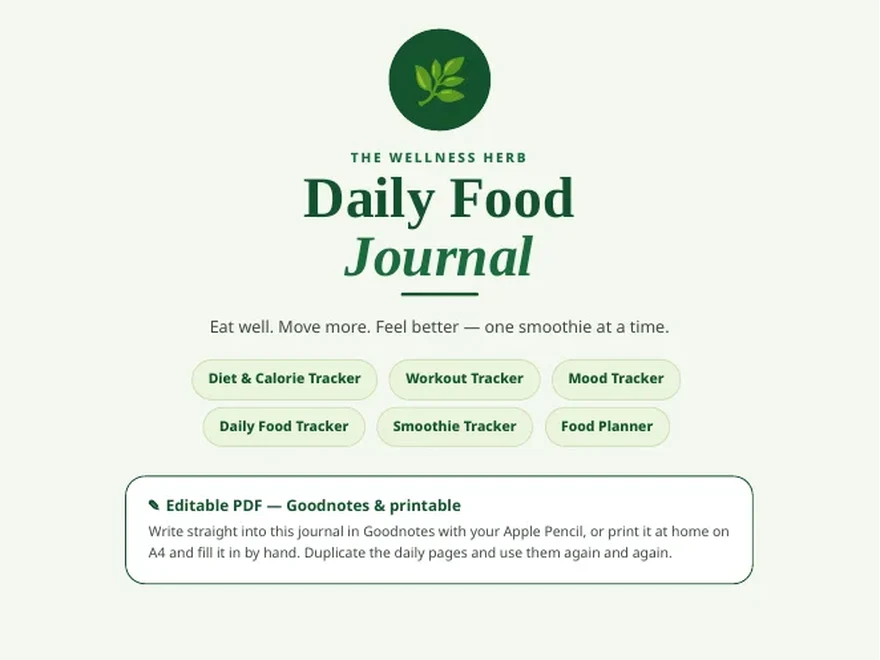 THE WELLNESS HERB
Daily Food
Journal
Eat well. Move more. Feel better — one smoothie at a time.
Diet & Calorie Tracker
Workout Tracker
Mood Tracker
Daily Food Tracker
Smoothie Tracker
Food Planner
✎ Editable PDF — Goodnotes & printable
Write straight into this journal in Goodnotes with your Apple Pencil, or print it at home on
A4 and fill it in by hand. Duplicate the daily pages and use them again and again.